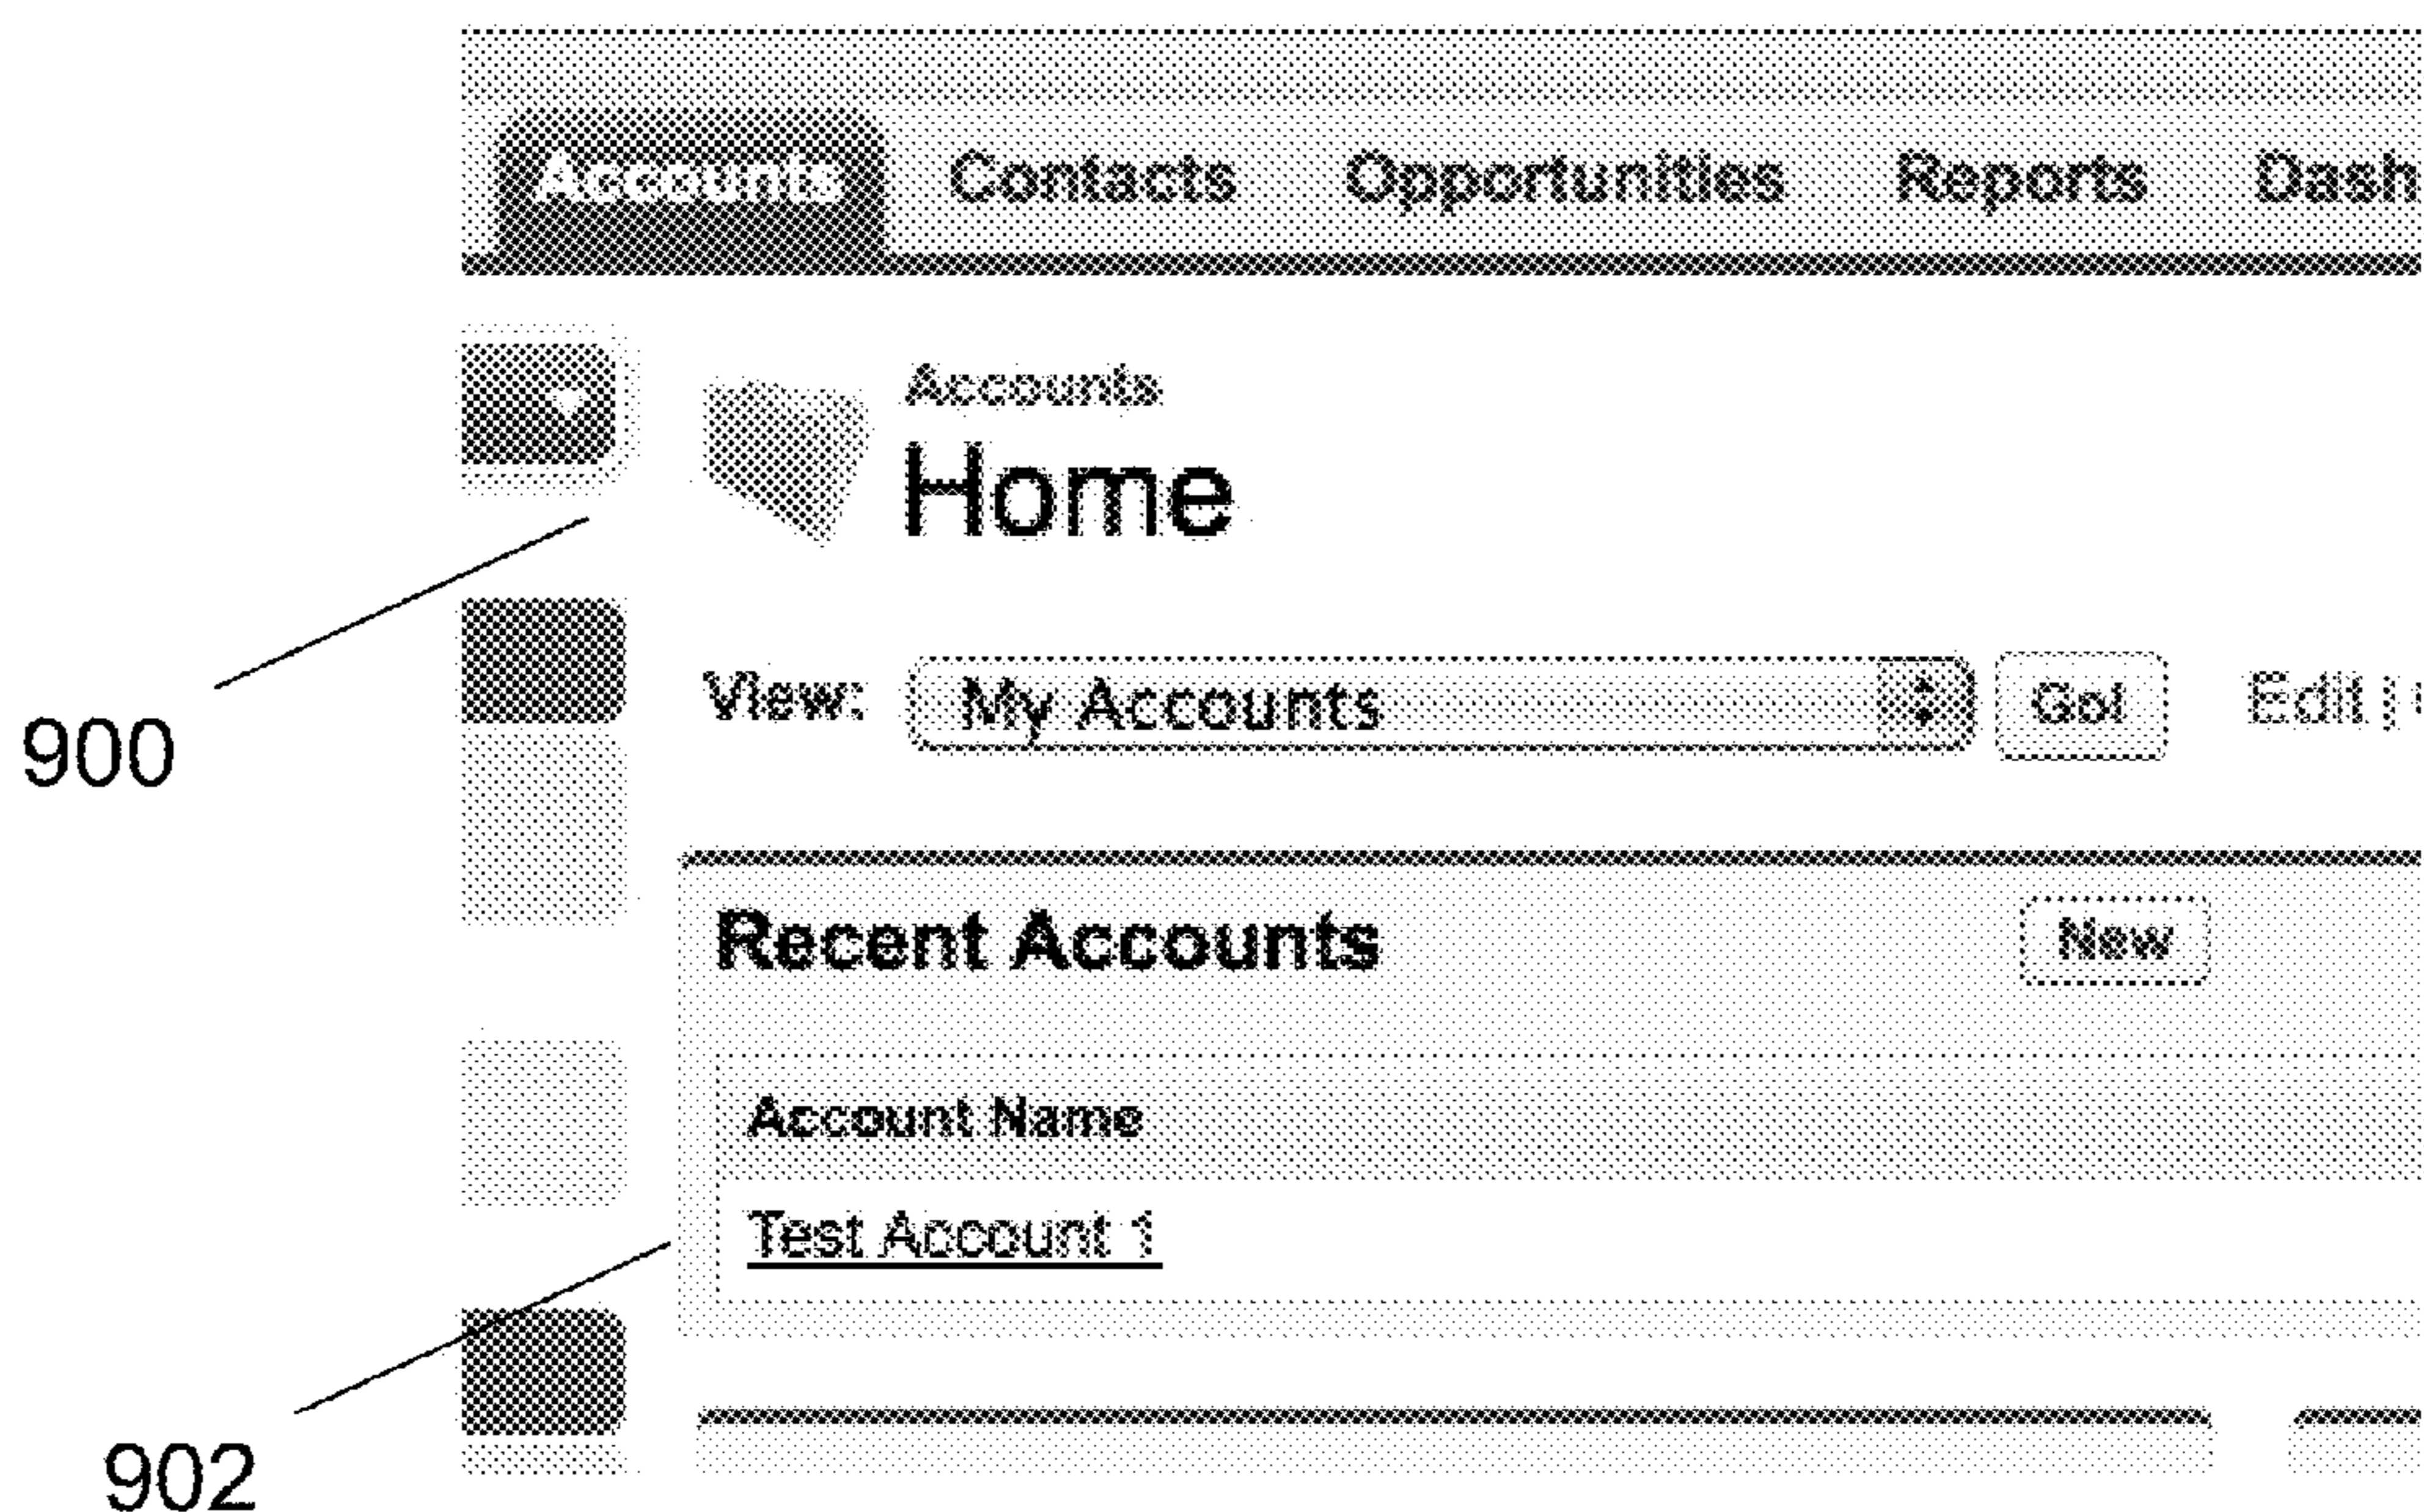 Accounts Contacts Opportunities Reports Dash
Accounts
Home
View: My Accounts Go! Edit |
900
Recent Accounts New
Account Name
Test Account 1
902